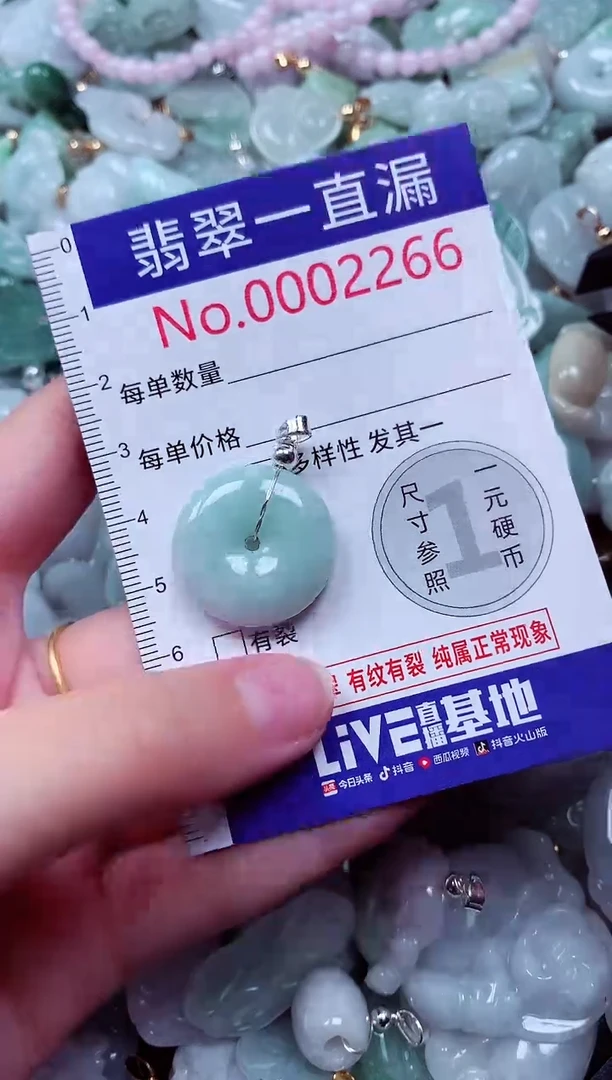 翡翠一直漏
No.0002266
每单数量
每单价格
多样性 发其一
0
1
2
3
4
5
6
尺寸参照
1
一元硬币
有裂
有纹有裂 纯属正常现象
LiVE直播基地
头条 今日头条 抖音 西瓜视频 抖音火山版